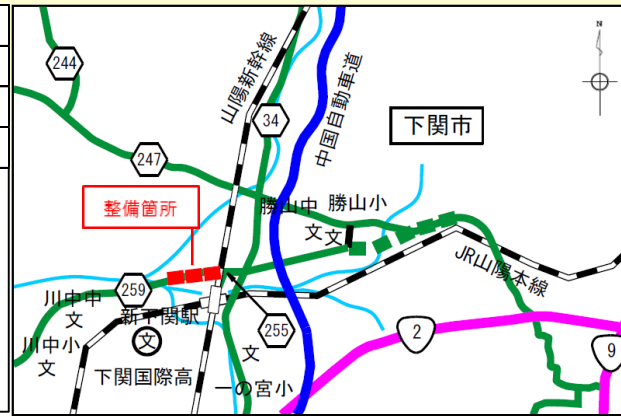 N
244
山陽新幹線
34
中国自動車道
下関市
247
整備箇所
勝山中
勝山小
文
文
259
川中中
文
新下関駅
255
JR山陽本線
川中小
文
文
下関国際高
文
一の宮小
2
9